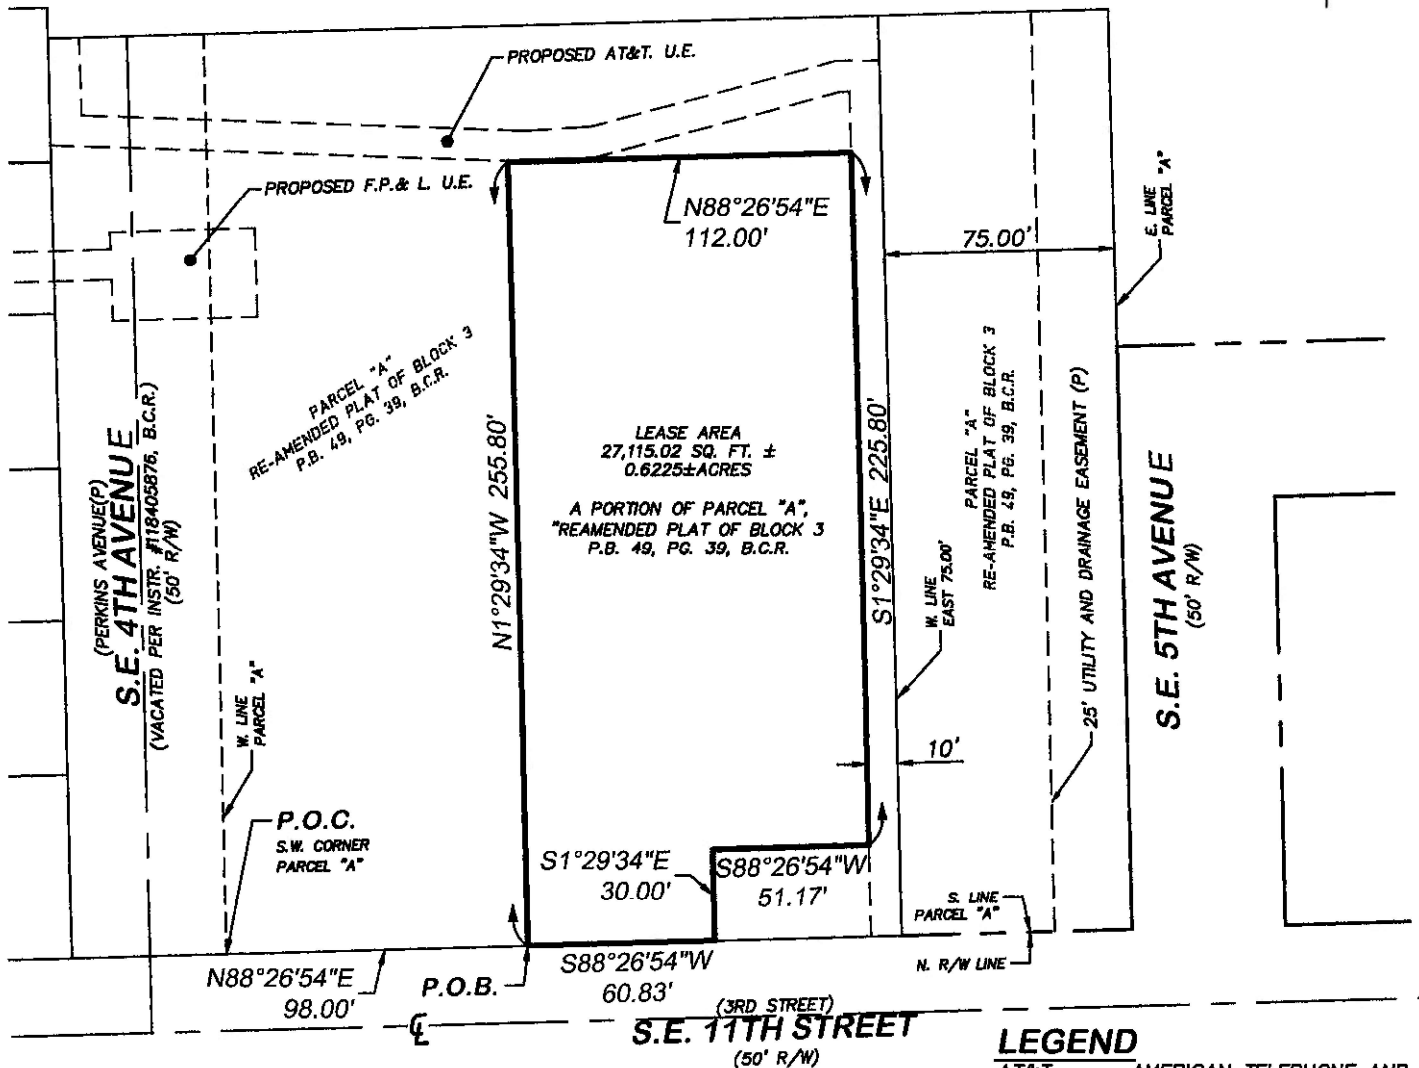 PROPOSED AT&T. U.E.
PROPOSED F.P.& L. U.E.
N88°26'54"E
112.00'
75.00'
E. LINE
PARCEL "A"
PARCEL "A"
RE-AMENDED PLAT OF BLOCK 3
P.B. 49, PG. 39, B.C.R.
N1°29'34"W 255.80'
LEASE AREA
27,115.02 SQ. FT. ±
0.6225±ACRES
A PORTION OF PARCEL "A",
"REAMENDED PLAT OF BLOCK 3
P.B. 49, PG. 39, B.C.R.
S1°29'34"E 225.80'
PARCEL "A"
RE-AMENDED PLAT OF BLOCK 3
P.B. 49, PG. 39, B.C.R.
25' UTILITY AND DRAINAGE EASEMENT (P)
S.E. 5TH AVENUE
(50' R/W)
(PERKINS AVENUE(P)
S.E. 4TH AVENUE
(VACATED PER INSTR. #118405876, B.C.R.)
(50' R/W)
W. LINE
PARCEL "A"
W. LINE
EAST 75.00'
10'
P.O.C.
S.W. CORNER
PARCEL "A"
S1°29'34"E
30.00'
S88°26'54"W
51.17'
S. LINE
PARCEL "A"
N. R/W LINE
N88°26'54"E
98.00'
P.O.B.
S88°26'54"W
60.83'
℄
(3RD STREET)
S.E. 11TH STREET
(50' R/W)
LEGEND
AT&T AMERICAN TELEPHONE AND